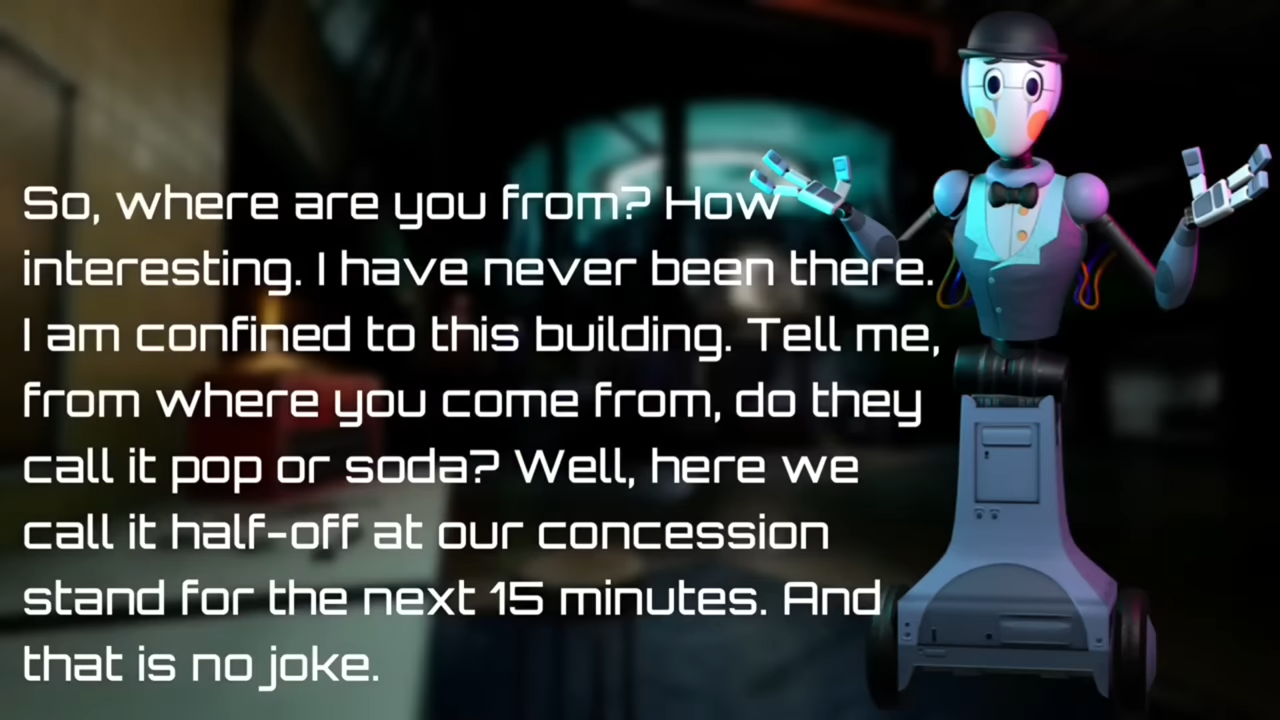 So, where are you from? How
interesting. I have never been there.
I am confined to this building. Tell me,
from where you come from, do they
call it pop or soda? Well, here we
call it half-off at our concession
stand for the next 15 minutes. And
that is no joke.